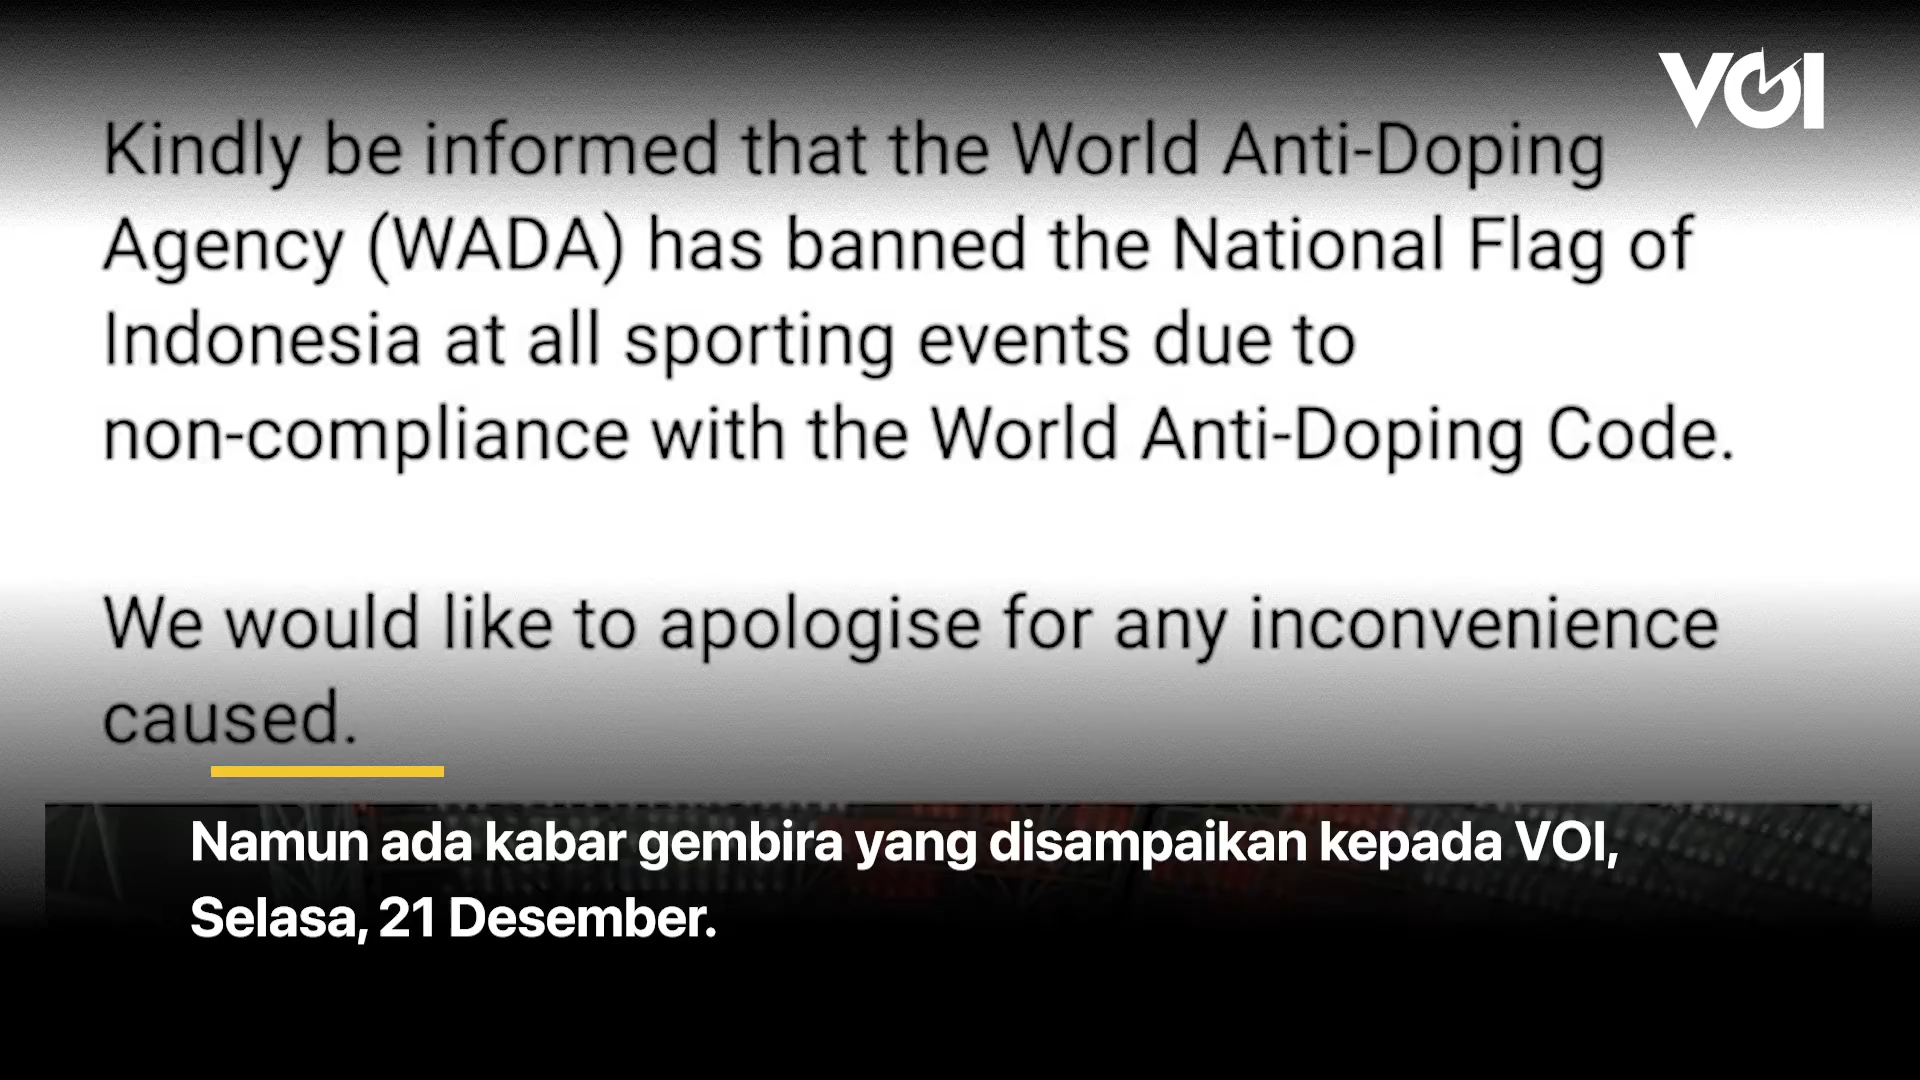 VOI
Kindly be informed that the World Anti-Doping
Agency (WADA) has banned the National Flag of
Indonesia at all sporting events due to
non-compliance with the World Anti-Doping Code.
We would like to apologise for any inconvenience
caused.
Namun ada kabar gembira yang disampaikan kepada VOI,
Selasa, 21 Desember.